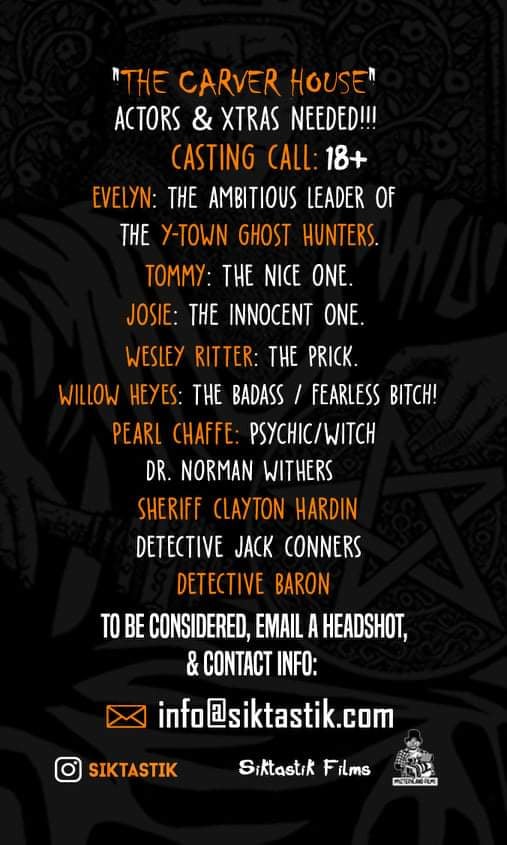 "THE CARVER HOUSE"
ACTORS & XTRAS NEEDED!!!
CASTING CALL: 18+
EVELYN: THE AMBITIOUS LEADER OF
THE Y-TOWN GHOST HUNTERS.
TOMMY: THE NICE ONE.
JOSIE: THE INNOCENT ONE.
WESLEY RITTER: THE PRICK.
WILLOW HEYES: THE BADASS / FEARLESS BITCH!
PEARL CHAFFE: PSYCHIC/WITCH
DR. NORMAN WITHERS
SHERIFF CLAYTON HARDIN
DETECTIVE JACK CONNERS
DETECTIVE BARON
TO BE CONSIDERED, EMAIL A HEADSHOT,
& CONTACT INFO:
info@siktastik.com
SIKTASTIK
Siktastik Films